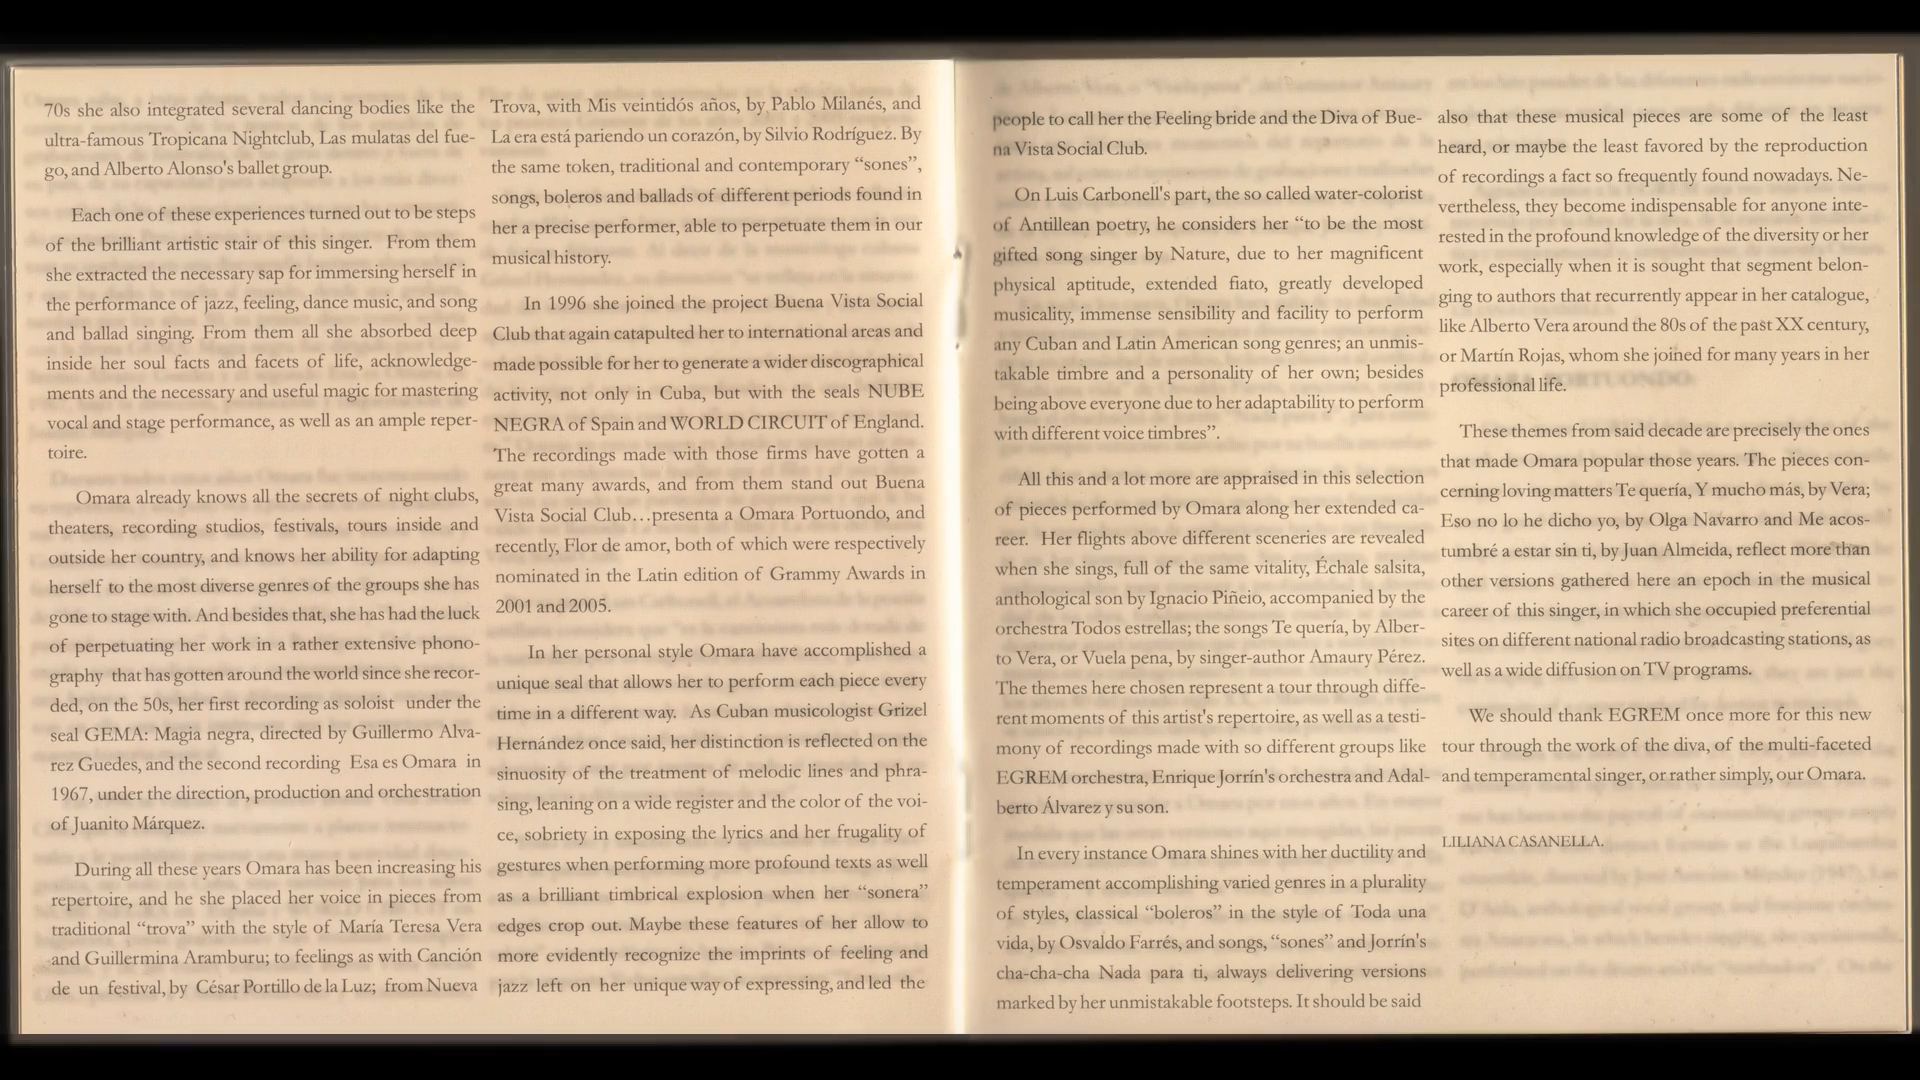 70s she also integrated several dancing bodies like the
ultra-famous Tropicana Nightclub, Las mulatas del fue-
go, and Alberto Alonso's ballet group.
Each one of these experiences turned out to be steps
of the brilliant artistic stair of this singer. From them
she extracted the necessary sap for immersing herself in
the performance of jazz, feeling, dance music, and song
and ballad singing. From them all she absorbed deep
inside her soul facts and facets of life, acknowledge-
ments and the necessary and useful magic for mastering
vocal and stage performance, as well as an ample reper-
toire.
Omara already knows all the secrets of night clubs,
theaters, recording studios, festivals, tours inside and
outside her country, and knows her ability for adapting
herself to the most diverse genres of the groups she has
gone to stage with. And besides that, she has had the luck
of perpetuating her work in a rather extensive phono-
graphy that has gotten around the world since she recor-
ded, on the 50s, her first recording as soloist under the
seal GEMA: Magia negra, directed by Guillermo Alva-
rez Guedes, and the second recording Esa es Omara in
1967, under the direction, production and orchestration
of Juanito Márquez.
During all these years Omara has been increasing his
repertoire, and he she placed her voice in pieces from
traditional “trova” with the style of María Teresa Vera
and Guillermina Aramburu; to feelings as with Canción
de un festival, by César Portillo de la Luz; from Nueva
Trova, with Mis veintidós años, by Pablo Milanés, and
La era está pariendo un corazón, by Silvio Rodríguez. By
the same token, traditional and contemporary “sones”,
songs, boleros and ballads of different periods found in
her a precise performer, able to perpetuate them in our
musical history.
In 1996 she joined the project Buena Vista Social
Club that again catapulted her to international areas and
made possible for her to generate a wider discographical
activity, not only in Cuba, but with the seals NUBE
NEGRA of Spain and WORLD CIRCUIT of England.
The recordings made with those firms have gotten a
great many awards, and from them stand out Buena
Vista Social Club…presenta a Omara Portuondo, and
recently, Flor de amor, both of which were respectively
nominated in the Latin edition of Grammy Awards in
2001 and 2005.
In her personal style Omara have accomplished a
unique seal that allows her to perform each piece every
time in a different way. As Cuban musicologist Grizel
Hernández once said, her distinction is reflected on the
sinuosity of the treatment of melodic lines and phra-
sing, leaning on a wide register and the color of the voi-
ce, sobriety in exposing the lyrics and her frugality of
gestures when performing more profound texts as well
as a brilliant timbrical explosion when her “sonera”
edges crop out. Maybe these features of her allow to
more evidently recognize the imprints of feeling and
jazz left on her unique way of expressing, and led the
people to call her the Feeling bride and the Diva of Bue-
na Vista Social Club.
On Luis Carbonell's part, the so called water-colorist
of Antillean poetry, he considers her “to be the most
gifted song singer by Nature, due to her magnificent
physical aptitude, extended fiato, greatly developed
musicality, immense sensibility and facility to perform
any Cuban and Latin American song genres; an unmis-
takable timbre and a personality of her own; besides
being above everyone due to her adaptability to perform
with different voice timbres”.
All this and a lot more are appraised in this selection
of pieces performed by Omara along her extended ca-
reer. Her flights above different sceneries are revealed
when she sings, full of the same vitality, Échale salsita,
anthological son by Ignacio Piñeio, accompanied by the
orchestra Todos estrellas; the songs Te quería, by Alber-
to Vera, or Vuela pena, by singer-author Amaury Pérez.
The themes here chosen represent a tour through diffe-
rent moments of this artist's repertoire, as well as a testi-
mony of recordings made with so different groups like
EGREM orchestra, Enrique Jorrín's orchestra and Adal-
berto Álvarez y su son.
In every instance Omara shines with her ductility and
temperament accomplishing varied genres in a plurality
of styles, classical “boleros” in the style of Toda una
vida, by Osvaldo Farrés, and songs, “sones” and Jorrín's
cha-cha-cha Nada para ti, always delivering versions
marked by her unmistakable footsteps. It should be said
also that these musical pieces are some of the least
heard, or maybe the least favored by the reproduction
of recordings a fact so frequently found nowadays. Ne-
vertheless, they become indispensable for anyone inte-
rested in the profound knowledge of the diversity or her
work, especially when it is sought that segment belon-
ging to authors that recurrently appear in her catalogue,
like Alberto Vera around the 80s of the past XX century,
or Martín Rojas, whom she joined for many years in her
professional life.
These themes from said decade are precisely the ones
that made Omara popular those years. The pieces con-
cerning loving matters Te quería, Y mucho más, by Vera;
Eso no lo he dicho yo, by Olga Navarro and Me acos-
tumbré a estar sin ti, by Juan Almeida, reflect more than
other versions gathered here an epoch in the musical
career of this singer, in which she occupied preferential
sites on different national radio broadcasting stations, as
well as a wide diffusion on TV programs.
We should thank EGREM once more for this new
tour through the work of the diva, of the multi-faceted
and temperamental singer, or rather simply, our Omara.
LILIANA CASANELLA.